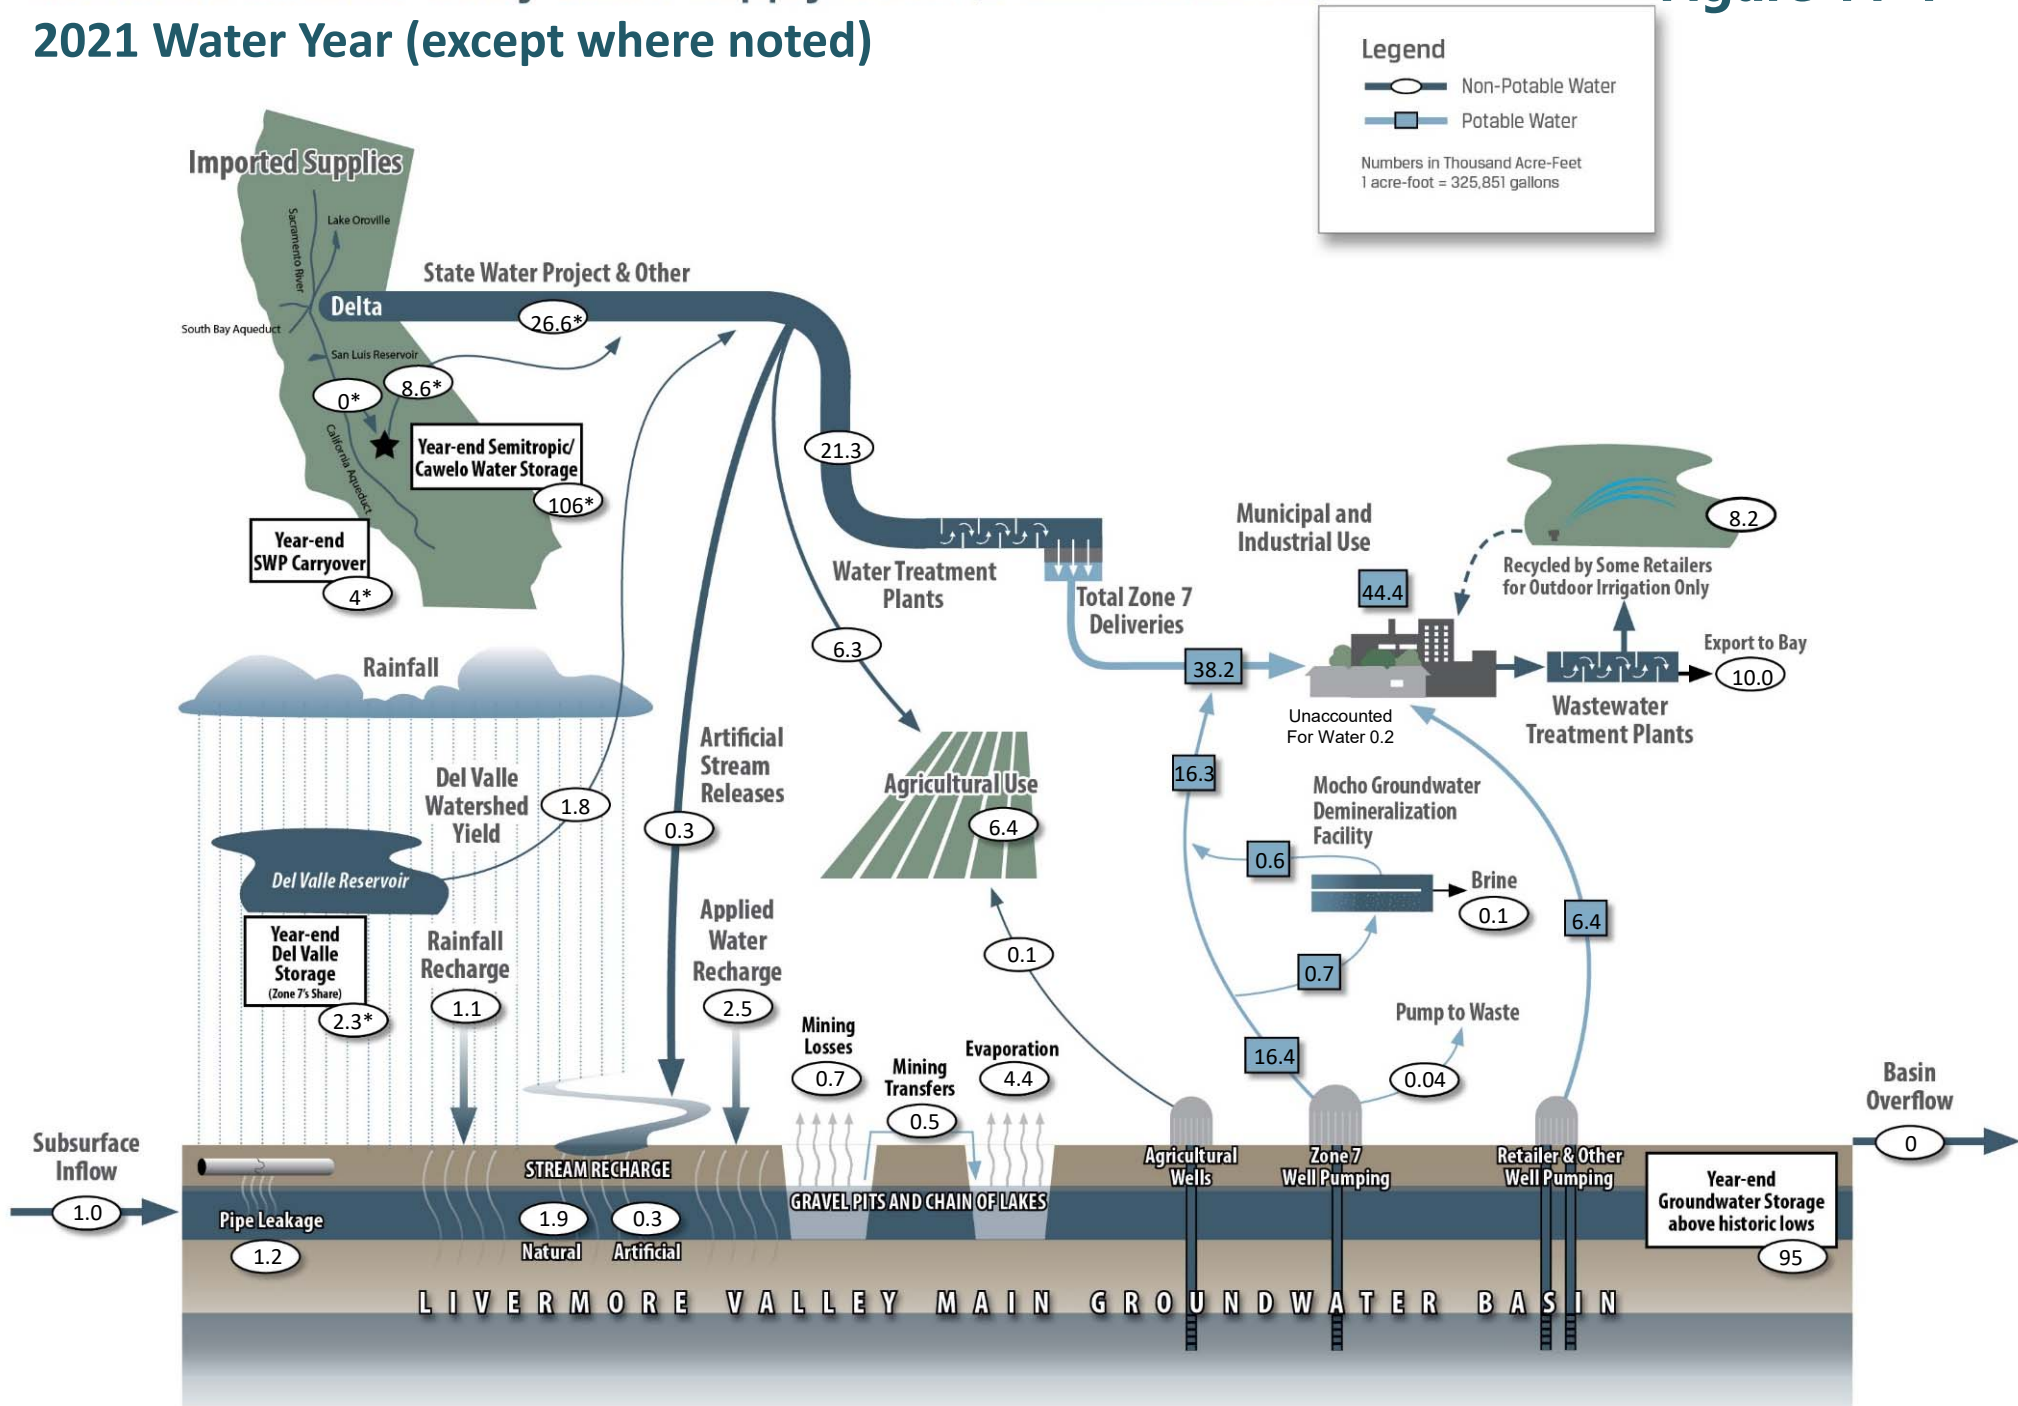 2021 Water Year (except where noted)
Legend
Non-Potable Water
Potable Water
Numbers in Thousand Acre-Feet
1 acre-foot = 325,851 gallons
Imported Supplies
Sacramento River
Lake Oroville
State Water Project & Other
Delta
26.6*
South Bay Aqueduct
San Luis Reservoir
0*
8.6*
California Aqueduct
Year-end Semitropic/
Cawelo Water Storage
106*
Year-end
SWP Carryover
4*
21.3
Water Treatment
Plants
Total Zone 7
Deliveries
38.2
Municipal and
Industrial Use
44.4
Unaccounted
For Water 0.2
8.2
Recycled by Some Retailers
for Outdoor Irrigation Only
Export to Bay
10.0
Wastewater
Treatment Plants
Rainfall
6.3
Del Valle
Watershed
Yield
1.8
Artificial
Stream
Releases
0.3
Agricultural Use
6.4
Del Valle Reservoir
Year-end
Del Valle
Storage
(Zone 7's Share)
2.3*
Rainfall
Recharge
1.1
Applied
Water
Recharge
2.5
16.3
Mocho Groundwater
Demineralization
Facility
0.6
Brine
0.1
0.7
6.4
0.1
16.4
Pump to Waste
0.04
Mining
Losses
0.7
Mining
Transfers
0.5
Evaporation
4.4
Basin
Overflow
0
Subsurface
Inflow
1.0
Pipe Leakage
1.2
STREAM RECHARGE
1.9
Natural
0.3
Artificial
GRAVEL PITS AND CHAIN OF LAKES
Agricultural
Wells
Zone 7
Well Pumping
Retailer & Other
Well Pumping
Year-end
Groundwater Storage
above historic lows
95
LIVERMORE VALLEY MAIN GROUNDWATER BASIN